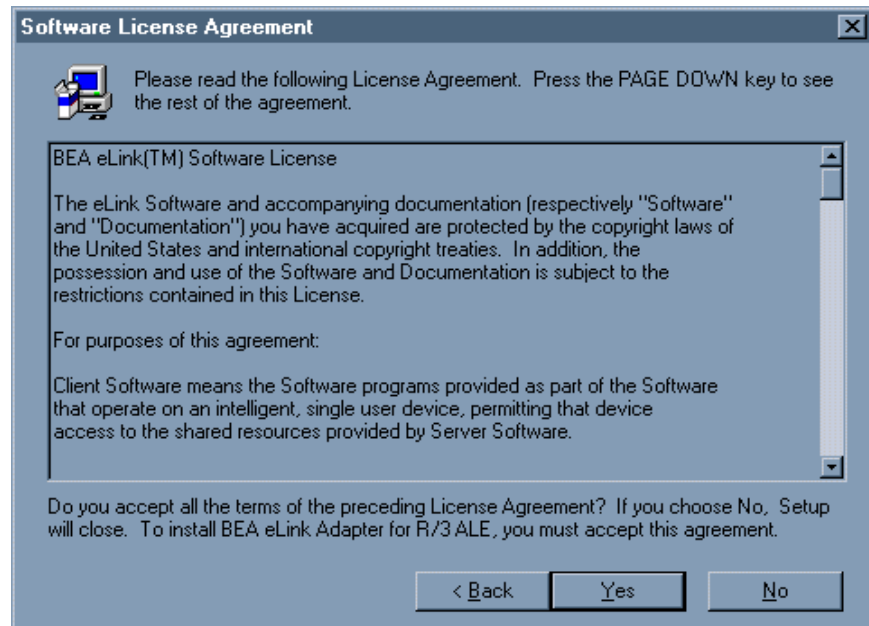 Software License Agreement
Please read the following License Agreement.  Press the PAGE DOWN key to see
the rest of the agreement.
BEA eLink(TM) Software License
The eLink Software and accompanying documentation (respectively "Software"
and "Documentation") you have acquired are protected by the copyright laws of
the United States and international copyright treaties.  In addition, the
possession and use of the Software and Documentation is subject to the
restrictions contained in this License.
For purposes of this agreement:
Client Software means the Software programs provided as part of the Software
that operate on an intelligent, single user device, permitting that device
access to the shared resources provided by Server Software.
Do you accept all the terms of the preceding License Agreement?  If you choose No,  Setup
will close.  To install BEA eLink Adapter for R/3 ALE, you must accept this agreement.
< Back
Yes
No